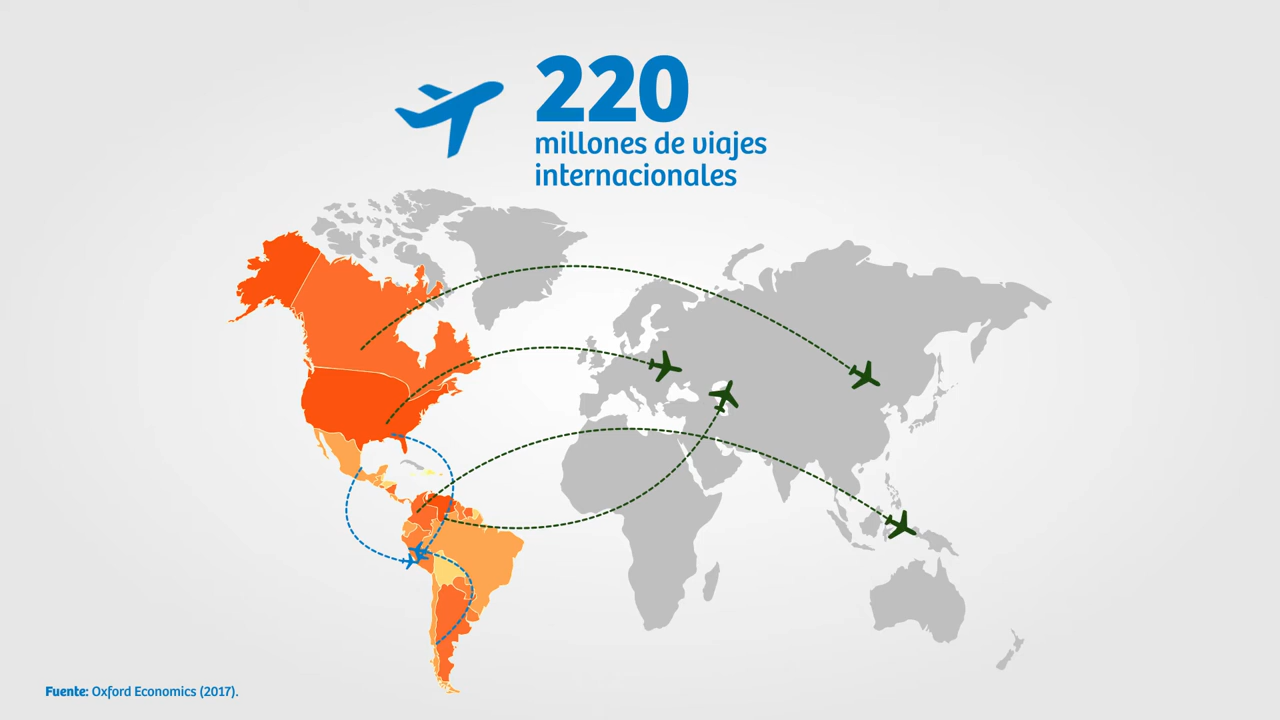 220
millones de viajes
internacionales
Fuente: Oxford Economics (2017).